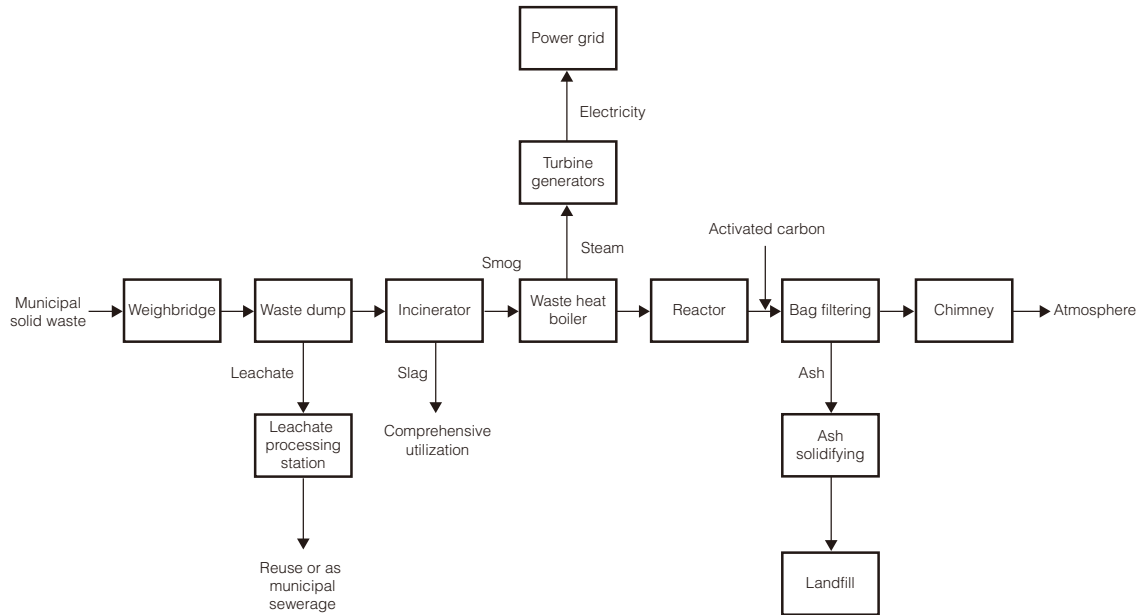 Power grid
Electricity
Turbine
generators
Activated carbon
Steam
Smog
Municipal
solid waste
Weighbridge
Waste dump
Incinerator
Waste heat
boiler
Reactor
Bag filtering
Chimney
Atmosphere
Leachate
Slag
Ash
Leachate
processing
station
Comprehensive
utilization
Ash
solidifying
Reuse or as
municipal
sewerage
Landfill